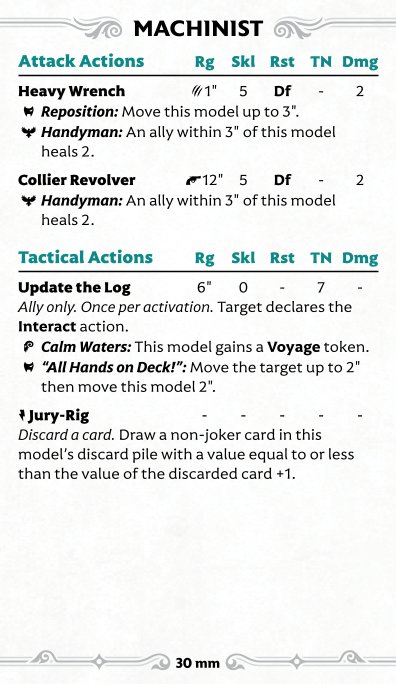 MACHINIST
Attack Actions Rg Skl Rst TN Dmg
Heavy Wrench 1" 5 Df - 2
Reposition: Move this model up to 3".
Handyman: An ally within 3" of this model
heals 2.
Collier Revolver 12" 5 Df - 2
Handyman: An ally within 3" of this model
heals 2.
Tactical Actions Rg Skl Rst TN Dmg
Update the Log 6" 0 - 7 -
Ally only. Once per activation. Target declares the
Interact action.
Calm Waters: This model gains a Voyage token.
“All Hands on Deck!”: Move the target up to 2"
then move this model 2".
Jury-Rig - - - - -
Discard a card. Draw a non-joker card in this
model’s discard pile with a value equal to or less
than the value of the discarded card +1.
30 mm